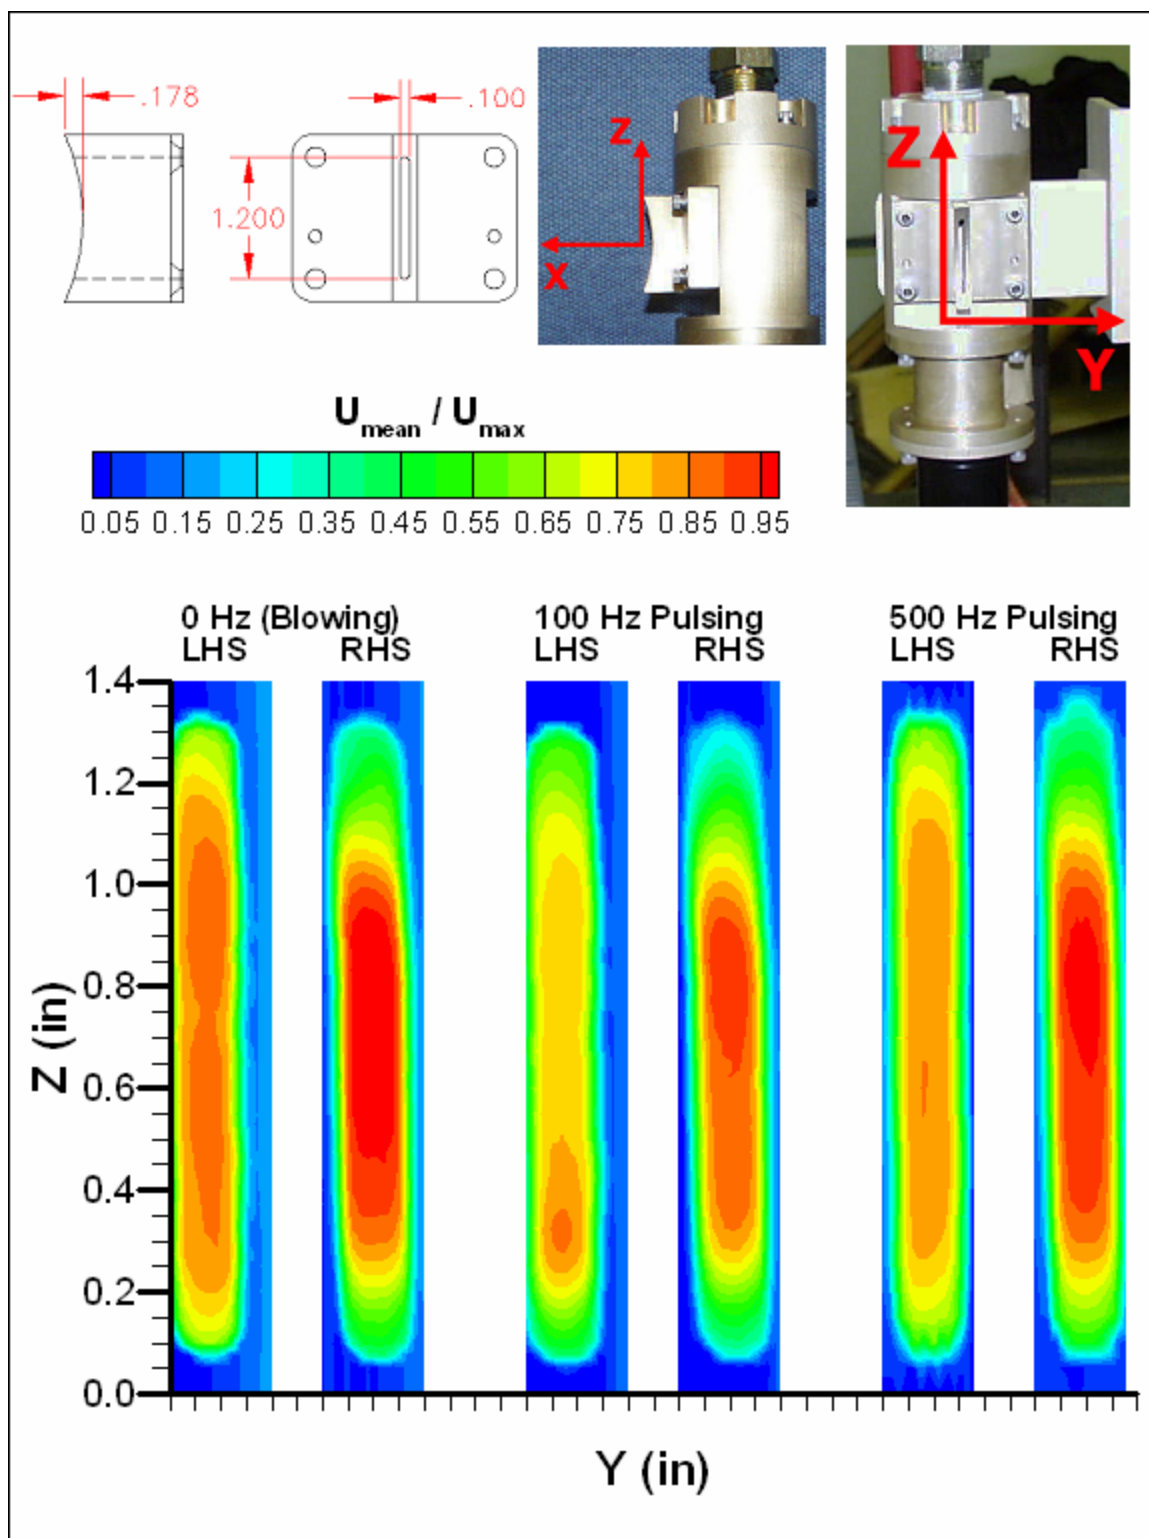 .178
.100
1.200
Z
X
Z
Y
U mean / U max
0.05 0.15 0.25 0.35 0.45 0.55 0.65 0.75 0.85 0.95
0 Hz (Blowing) 100 Hz Pulsing 500 Hz Pulsing
LHS RHS LHS RHS LHS RHS
1.4
1.2
1.0
0.8
0.6
0.4
0.2
0.0
Z (in)
Y (in)